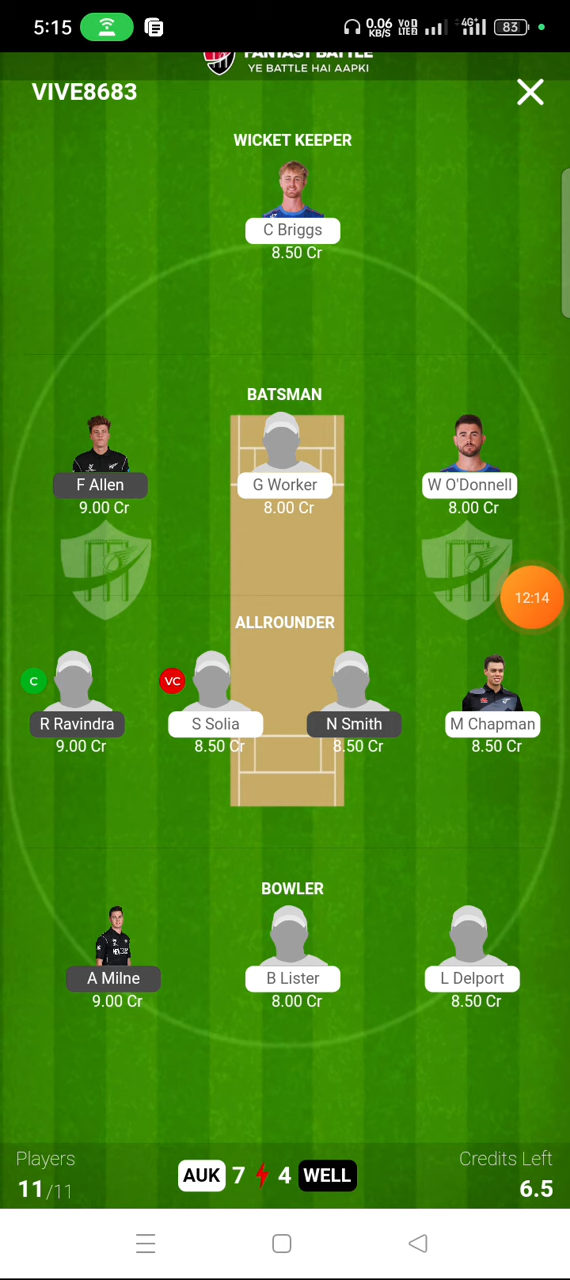 5:15
0.06 KB/S
Vo LTE 2
4G+
83
FANTASY BATTLE
YE BATTLE HAI AAPKI
VIVE8683
WICKET KEEPER
C Briggs
8.50 Cr
BATSMAN
F Allen
9.00 Cr
G Worker
8.00 Cr
W O'Donnell
8.00 Cr
12:14
ALLROUNDER
C
R Ravindra
9.00 Cr
VC
S Solia
8.50 Cr
N Smith
8.50 Cr
M Chapman
8.50 Cr
BOWLER
A Milne
9.00 Cr
B Lister
8.00 Cr
L Delport
8.50 Cr
Players
11/11
AUK 7 4 WELL
Credits Left
6.5